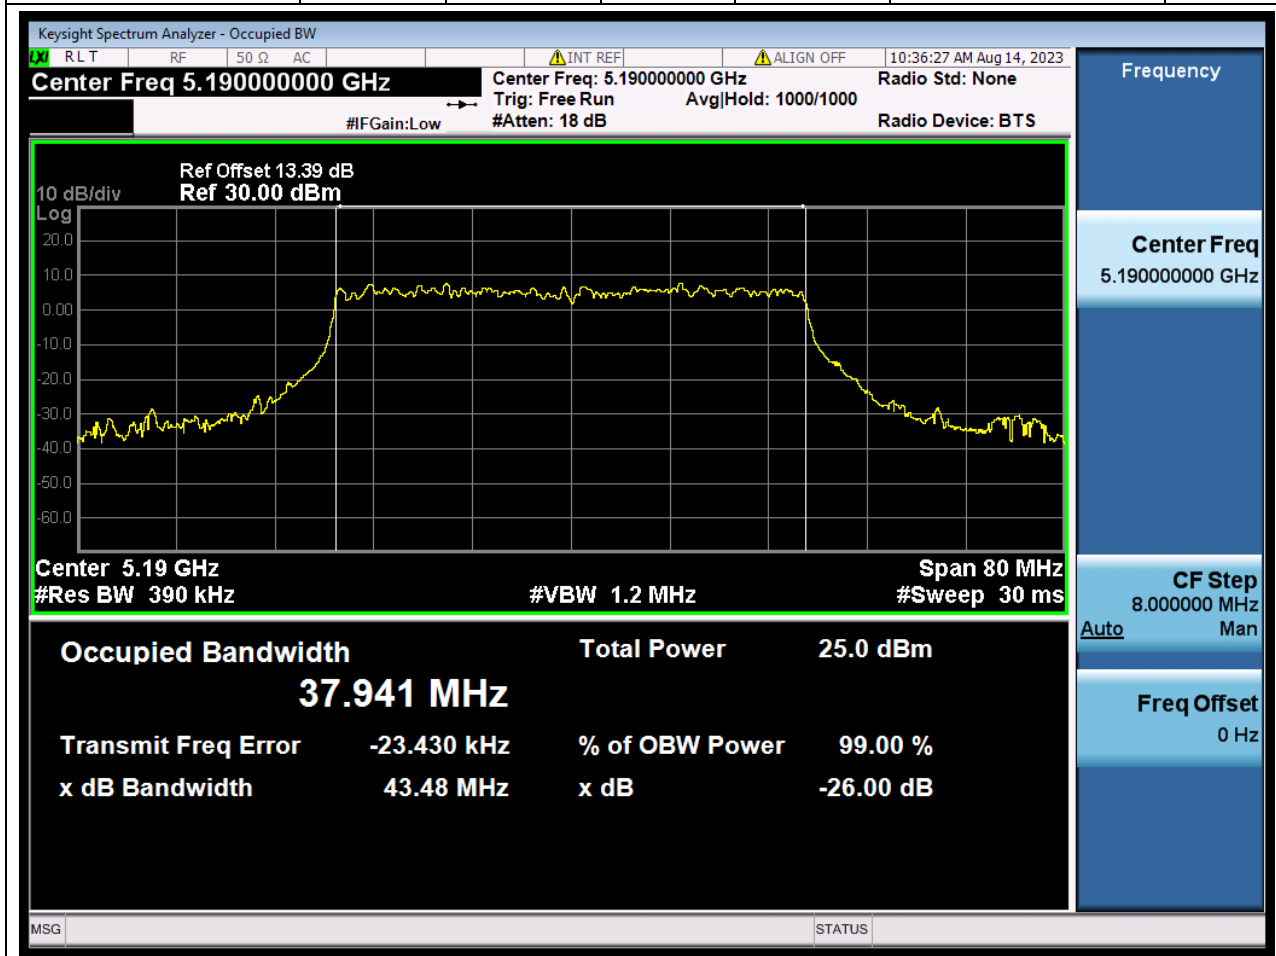 Keysight Spectrum Analyzer - Occupied BW
LXI RLT RF 50 Ω AC INT REF ALIGN OFF 10:36:27 AM Aug 14, 2023
Center Freq 5.190000000 GHz
Center Freq: 5.190000000 GHz
Radio Std: None
Trig: Free Run Avg|Hold: 1000/1000
#IFGain:Low #Atten: 18 dB Radio Device: BTS
Ref Offset 13.39 dB
10 dB/div Ref 30.00 dBm
Log
20.0
10.0
0.00
-10.0
-20.0
-30.0
-40.0
-50.0
-60.0
Center 5.19 GHz Span 80 MHz
#Res BW 390 kHz #VBW 1.2 MHz #Sweep 30 ms
Occupied Bandwidth Total Power 25.0 dBm
37.941 MHz
Transmit Freq Error -23.430 kHz % of OBW Power 99.00 %
x dB Bandwidth 43.48 MHz x dB -26.00 dB
MSG STATUS
Frequency
Center Freq
5.190000000 GHz
CF Step
8.000000 MHz
Auto Man
Freq Offset
0 Hz